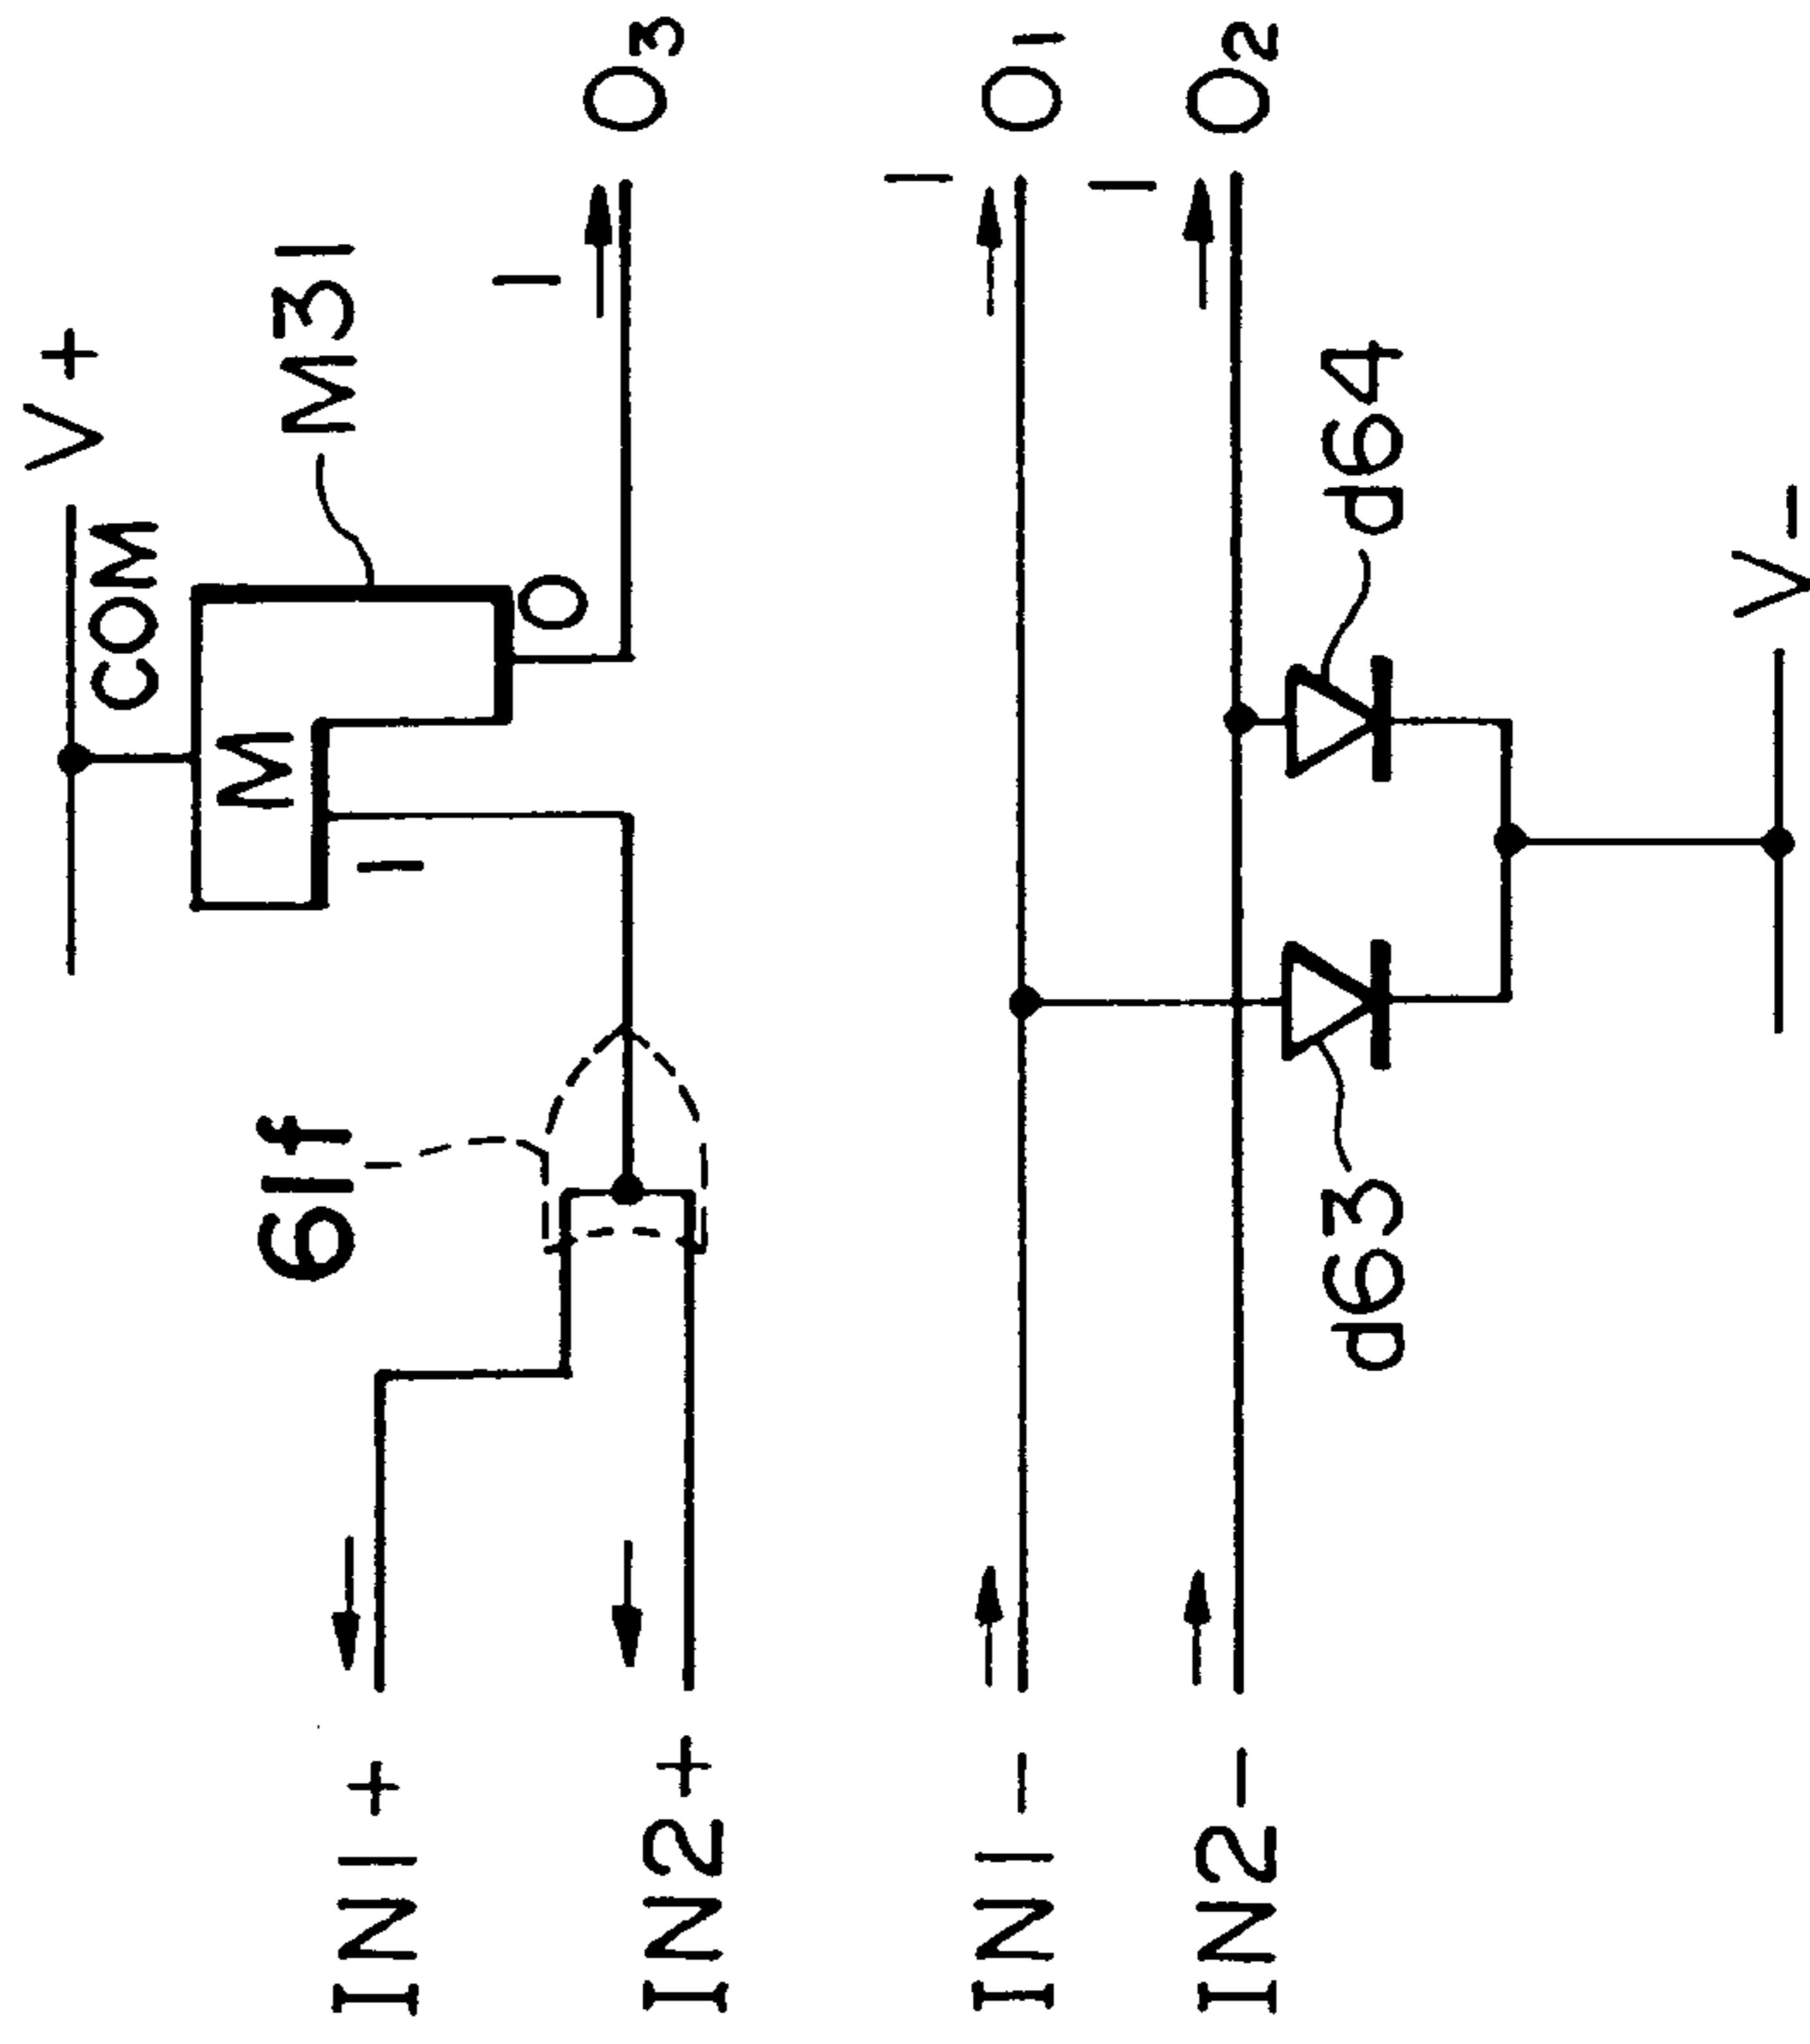 V+
COM
M
M31
61f
IN1+
I
I
O
O3
IN2+
I
IN1-
O1
I
IN2-
O2
d63
d64
V-